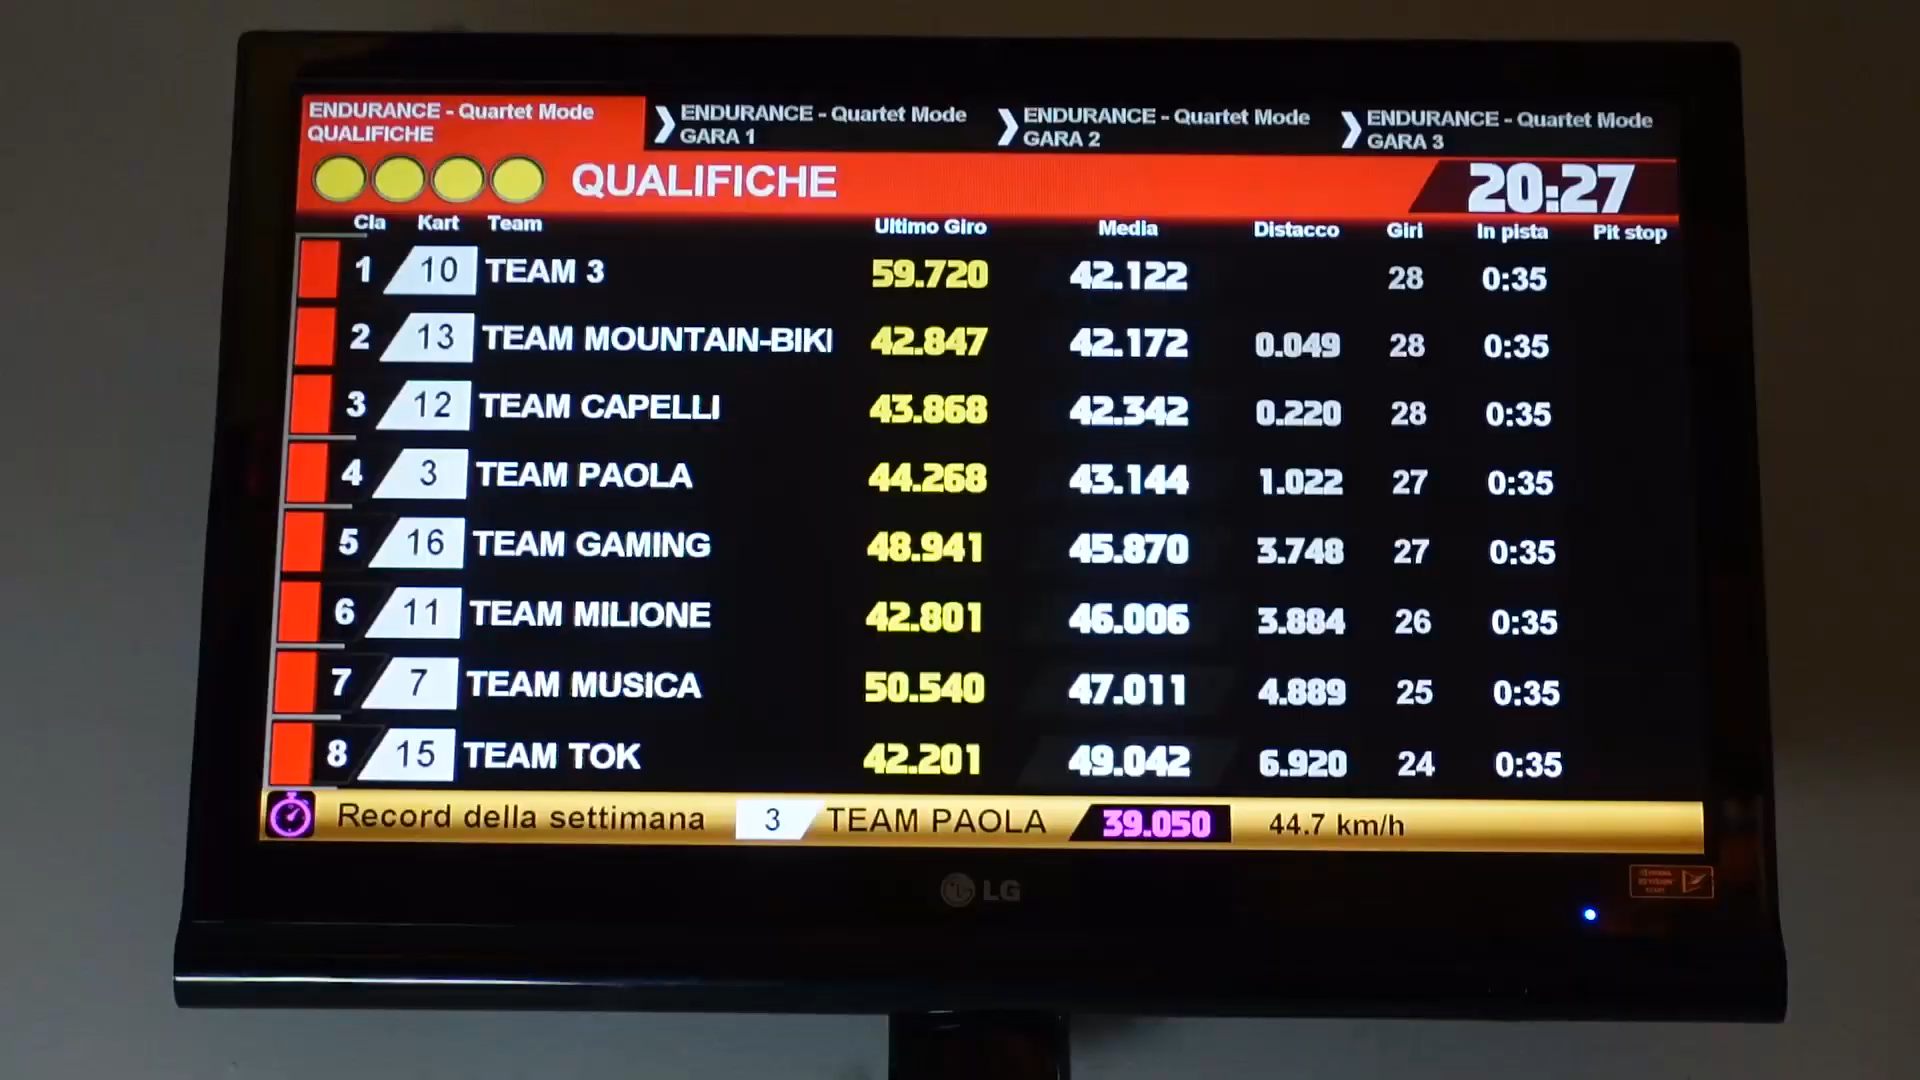 ENDURANCE - Quartet Mode
QUALIFICHE
ENDURANCE - Quartet Mode
GARA 1
ENDURANCE - Quartet Mode
GARA 2
ENDURANCE - Quartet Mode
GARA 3
QUALIFICHE 20:27
Cla Kart Team Ultimo Giro Media Distacco Giri In pista Pit stop
1 10 TEAM 3 59.720 42.122 28 0:35
2 13 TEAM MOUNTAIN-BIKI 42.847 42.172 0.049 28 0:35
3 12 TEAM CAPELLI 43.868 42.342 0.220 28 0:35
4 3 TEAM PAOLA 44.268 43.144 1.022 27 0:35
5 16 TEAM GAMING 48.941 45.870 3.748 27 0:35
6 11 TEAM MILIONE 42.801 46.006 3.884 26 0:35
7 7 TEAM MUSICA 50.540 47.011 4.889 25 0:35
8 15 TEAM TOK 42.201 49.042 6.920 24 0:35
Record della settimana 3 TEAM PAOLA 39.050 44.7 km/h
LG